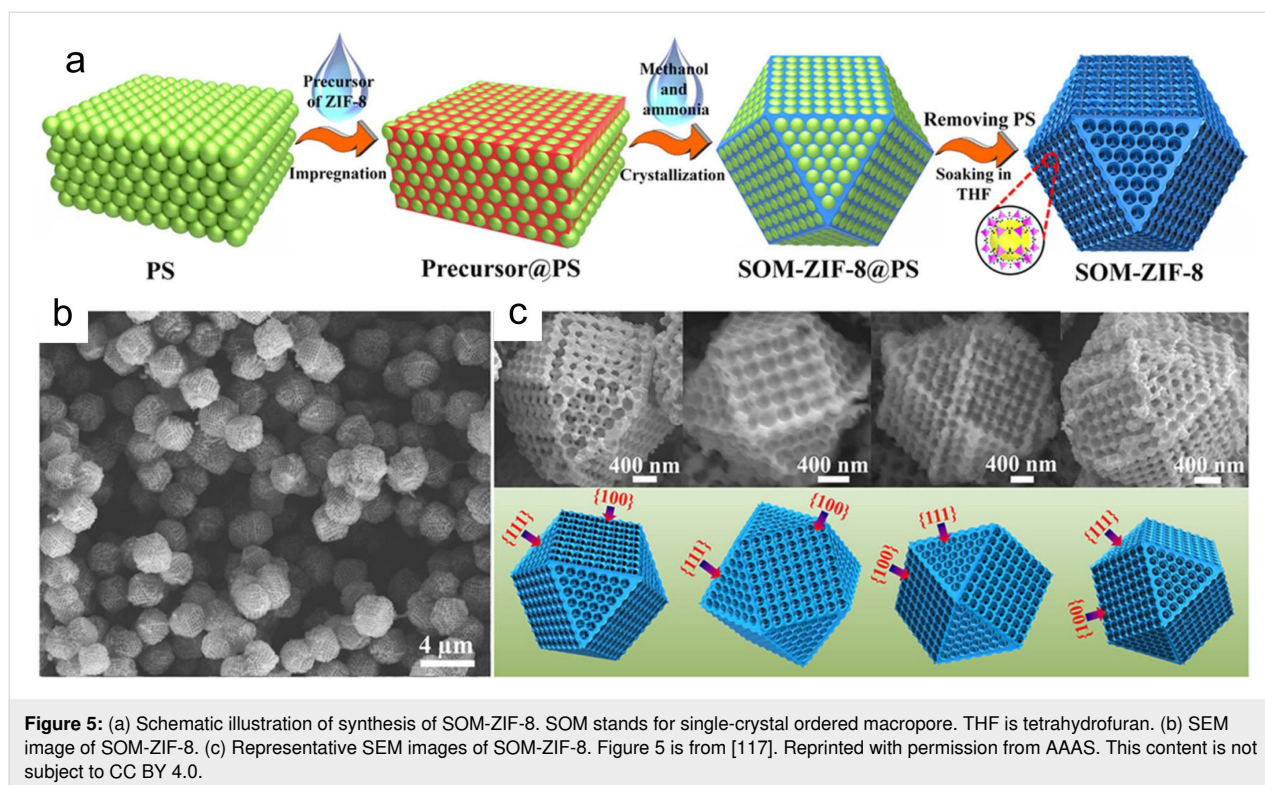 a
Precursor
of ZIF-8
Impregnation
Methanol
and
ammonia
Crystallization
Removing PS
Soaking in
THF
PS
Precursor@PS
SOM-ZIF-8@PS
SOM-ZIF-8
b
4 μm
c
400 nm
400 nm
400 nm
400 nm
{111}
{100}
{111}
{100}
{100}
{111}
{111}
{100}
Figure 5: (a) Schematic illustration of synthesis of SOM-ZIF-8. SOM stands for single-crystal ordered macropore. THF is tetrahydrofuran. (b) SEM
image of SOM-ZIF-8. (c) Representative SEM images of SOM-ZIF-8. Figure 5 is from [117]. Reprinted with permission from AAAS. This content is not
subject to CC BY 4.0.